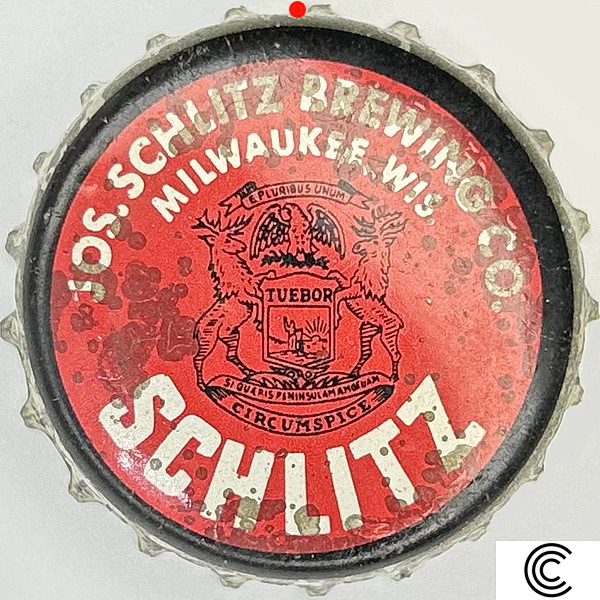 JOS. SCHLITZ BREWING CO.
MILWAUKEE, WIS.
E PLURIBUS UNUM
TUEBOR
SI QUAERIS PENINSULAM AMOENAM
CIRCUMSPICE
SCHLITZ